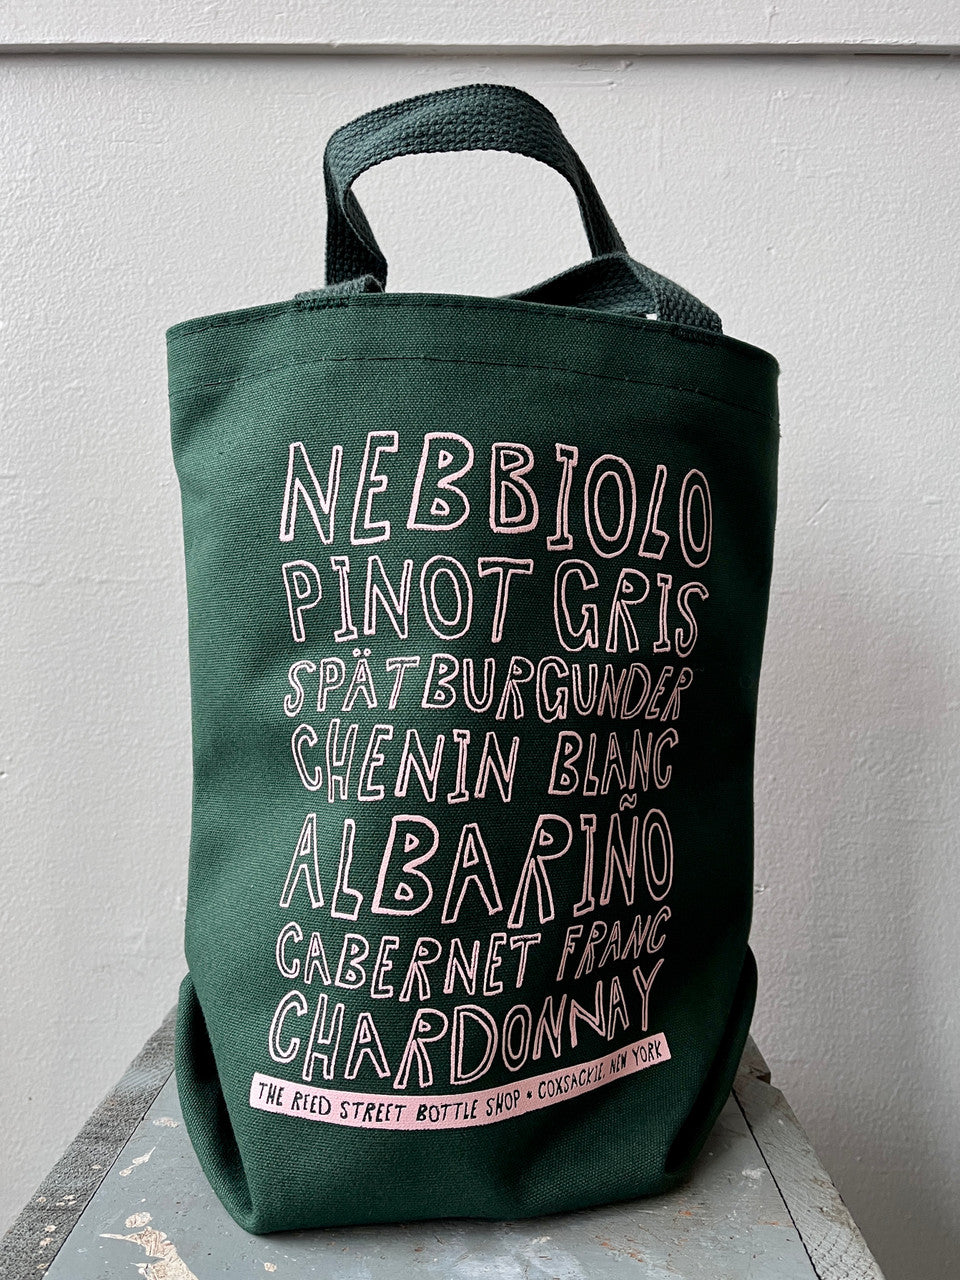 NEBBIOLO
PINOT GRIS
SPÄTBURGUNDER
CHENIN BLANC
ALBARIÑO
CABERNET FRANC
CHARDONNAY
THE REED STREET BOTTLE SHOP • COXSACKIE, NEW YORK